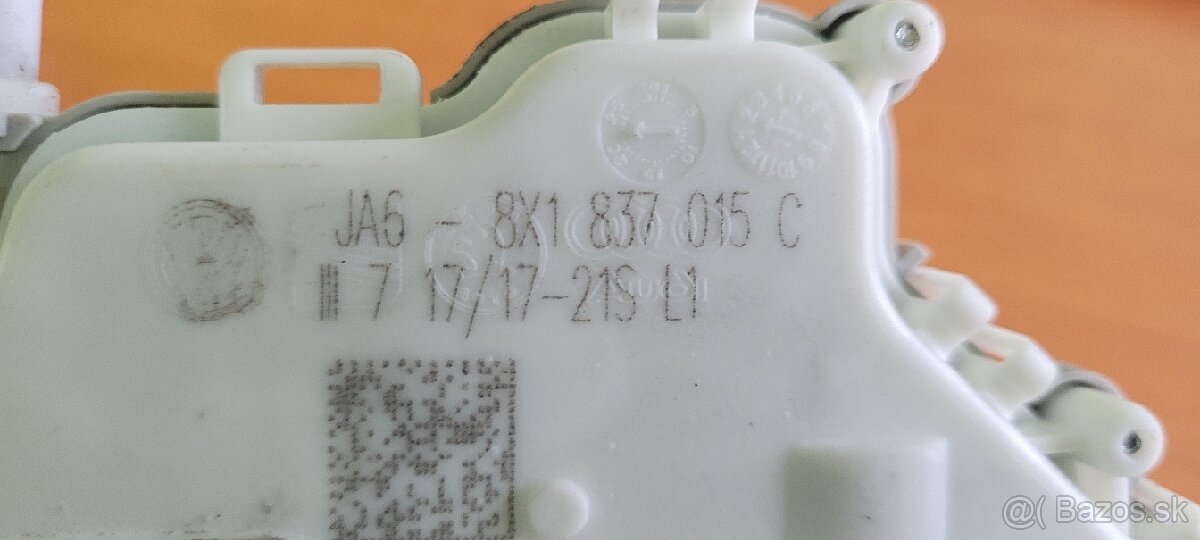 JA6 - 8X1 837 015 C
7 17/17-21S L1
@( Bazos.sk